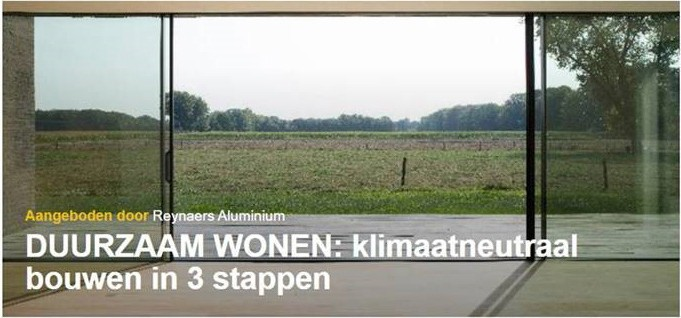 Aangeboden door Reynaers Aluminium
DUURZAAM WONEN: klimaatneutraal
bouwen in 3 stappen